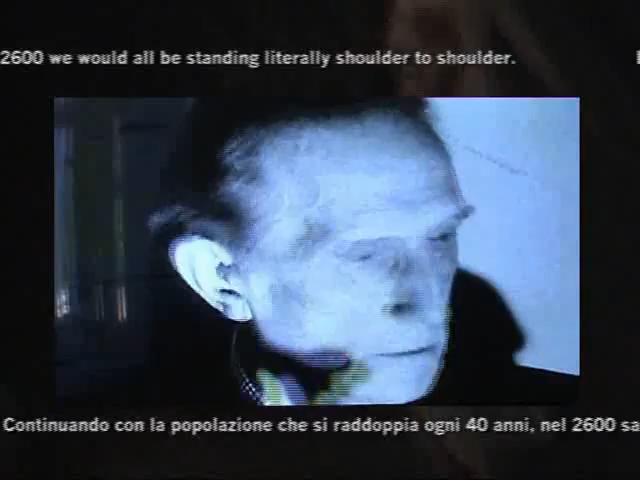 2600 we would all be standing literally shoulder to shoulder.
Continuando con la popolazione che si raddoppia ogni 40 anni, nel 2600 sa